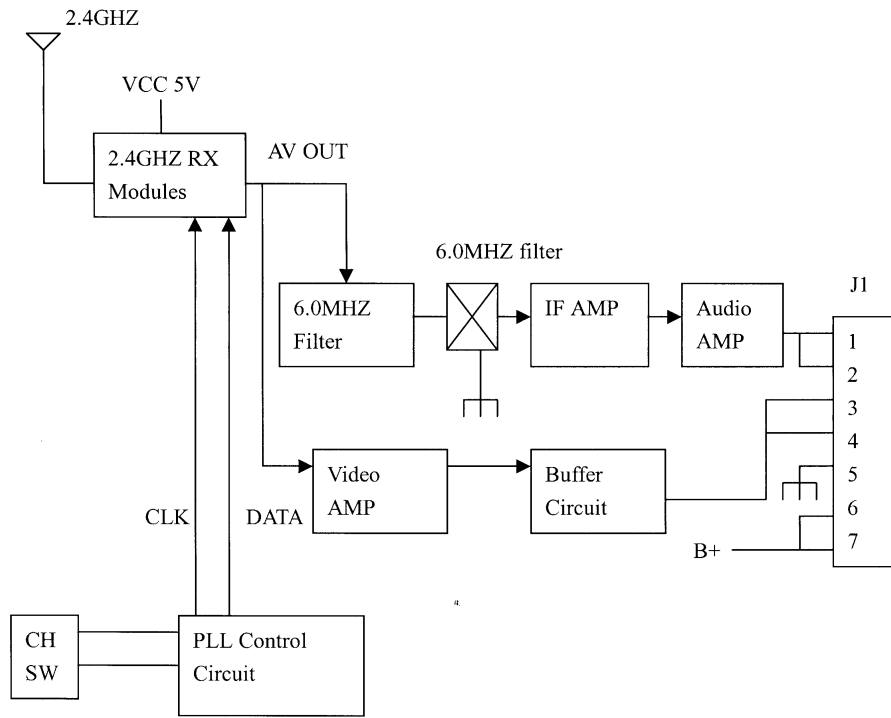 2.4GHZ
VCC 5V
2.4GHZ RX
Modules
AV OUT
6.0MHZ filter
J1
6.0MHZ
Filter
IF AMP
Audio
AMP
1
2
3
4
5
6
7
Video
AMP
Buffer
Circuit
CLK
DATA
B+
CH
SW
PLL Control
Circuit